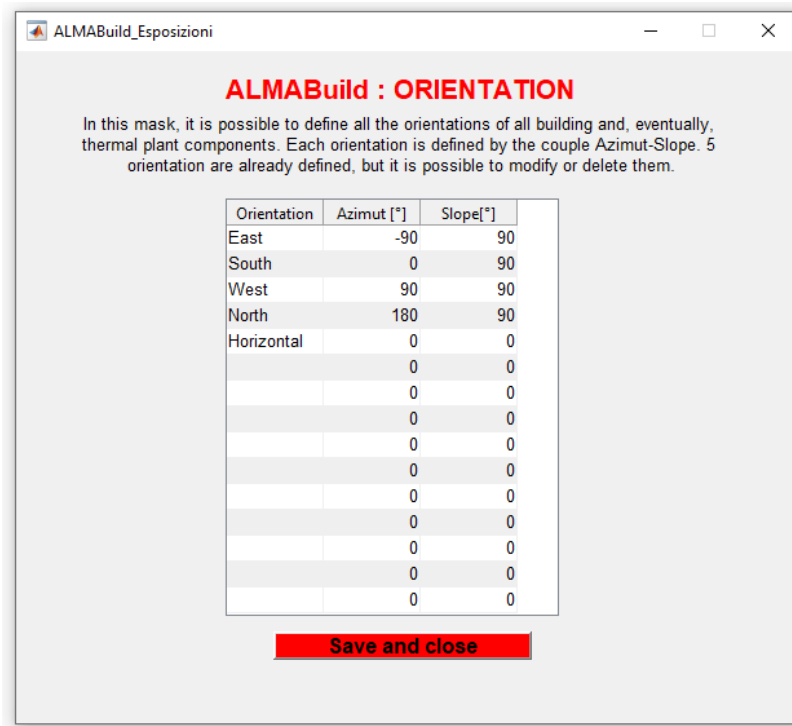 ALMABuild_Esposizioni
ALMABuild : ORIENTATION
In this mask, it is possible to define all the orientations of all building and, eventually,
thermal plant components. Each orientation is defined by the couple Azimut-Slope. 5
orientation are already defined, but it is possible to modify or delete them.
Orientation Azimut [°] Slope[°]
East -90 90
South 0 90
West 90 90
North 180 90
Horizontal 0 0
0 0
0 0
0 0
0 0
0 0
0 0
0 0
0 0
0 0
0 0
Save and close